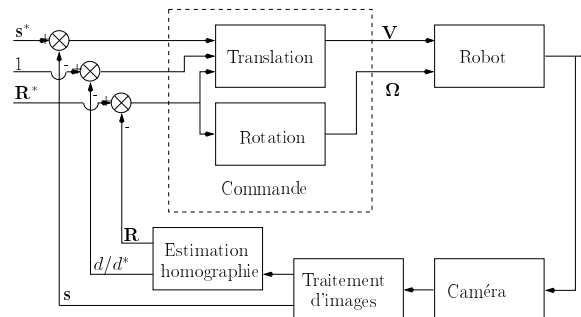 s*
+
-
1
+
-
R*
+
-
Translation
Rotation
Commande
V
Ω
Robot
R
d/d*
s
Estimation
homographie
Traitement
d'images
Caméra